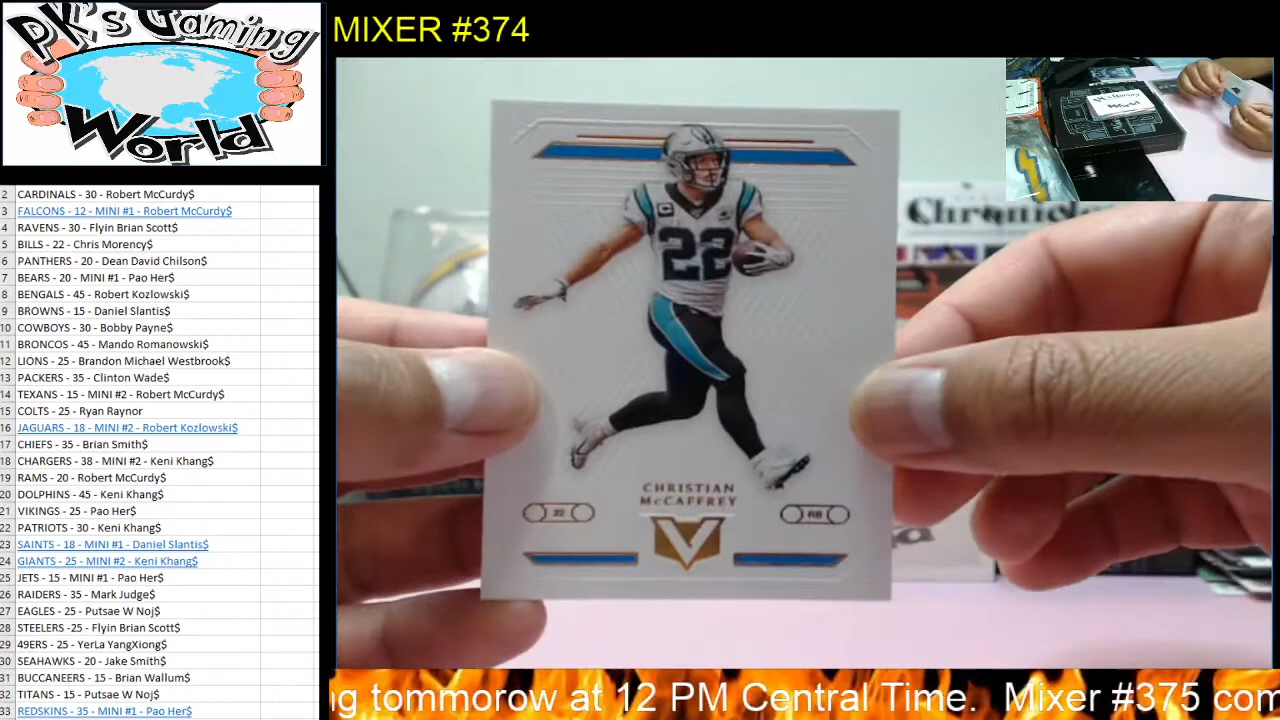 PK's Gaming
World
MIXER #374
2 CARDINALS - 30 - Robert McCurdy$
3 FALCONS - 12 - MINI #1 - Robert McCurdy$
4 RAVENS - 30 - Flyin Brian Scott$
5 BILLS - 22 - Chris Morency$
6 PANTHERS - 20 - Dean David Chilson$
7 BEARS - 20 - MINI #1 - Pao Her$
8 BENGALS - 45 - Robert Kozlowski$
9 BROWNS - 15 - Daniel Slantis$
10 COWBOYS - 30 - Bobby Payne$
11 BRONCOS - 45 - Mando Romanowski$
12 LIONS - 25 - Brandon Michael Westbrook$
13 PACKERS - 35 - Clinton Wade$
14 TEXANS - 15 - MINI #2 - Robert McCurdy$
15 COLTS - 25 - Ryan Raynor
16 JAGUARS - 18 - MINI #2 - Robert Kozlowski$
17 CHIEFS - 35 - Brian Smith$
18 CHARGERS - 38 - MINI #2 - Keni Khang$
19 RAMS - 20 - Robert McCurdy$
20 DOLPHINS - 45 - Keni Khang$
21 VIKINGS - 25 - Pao Her$
22 PATRIOTS - 30 - Keni Khang$
23 SAINTS - 18 - MINI #1 - Daniel Slantis$
24 GIANTS - 25 - MINI #2 - Keni Khang$
25 JETS - 15 - MINI #1 - Pao Her$
26 RAIDERS - 35 - Mark Judge$
27 EAGLES - 25 - Putsae W Noj$
28 STEELERS -25 - Flyin Brian Scott$
29 49ERS - 25 - YerLa YangXiong$
30 SEAHAWKS - 20 - Jake Smith$
31 BUCCANEERS - 15 - Brian Wallum$
32 TITANS - 15 - Putsae W Noj$
33 REDSKINS - 35 - MINI #1 - Pao Her$
22
CHRISTIAN
McCAFFREY
22
RB
V
g tommorow at 12 PM Central Time. Mixer #375 com